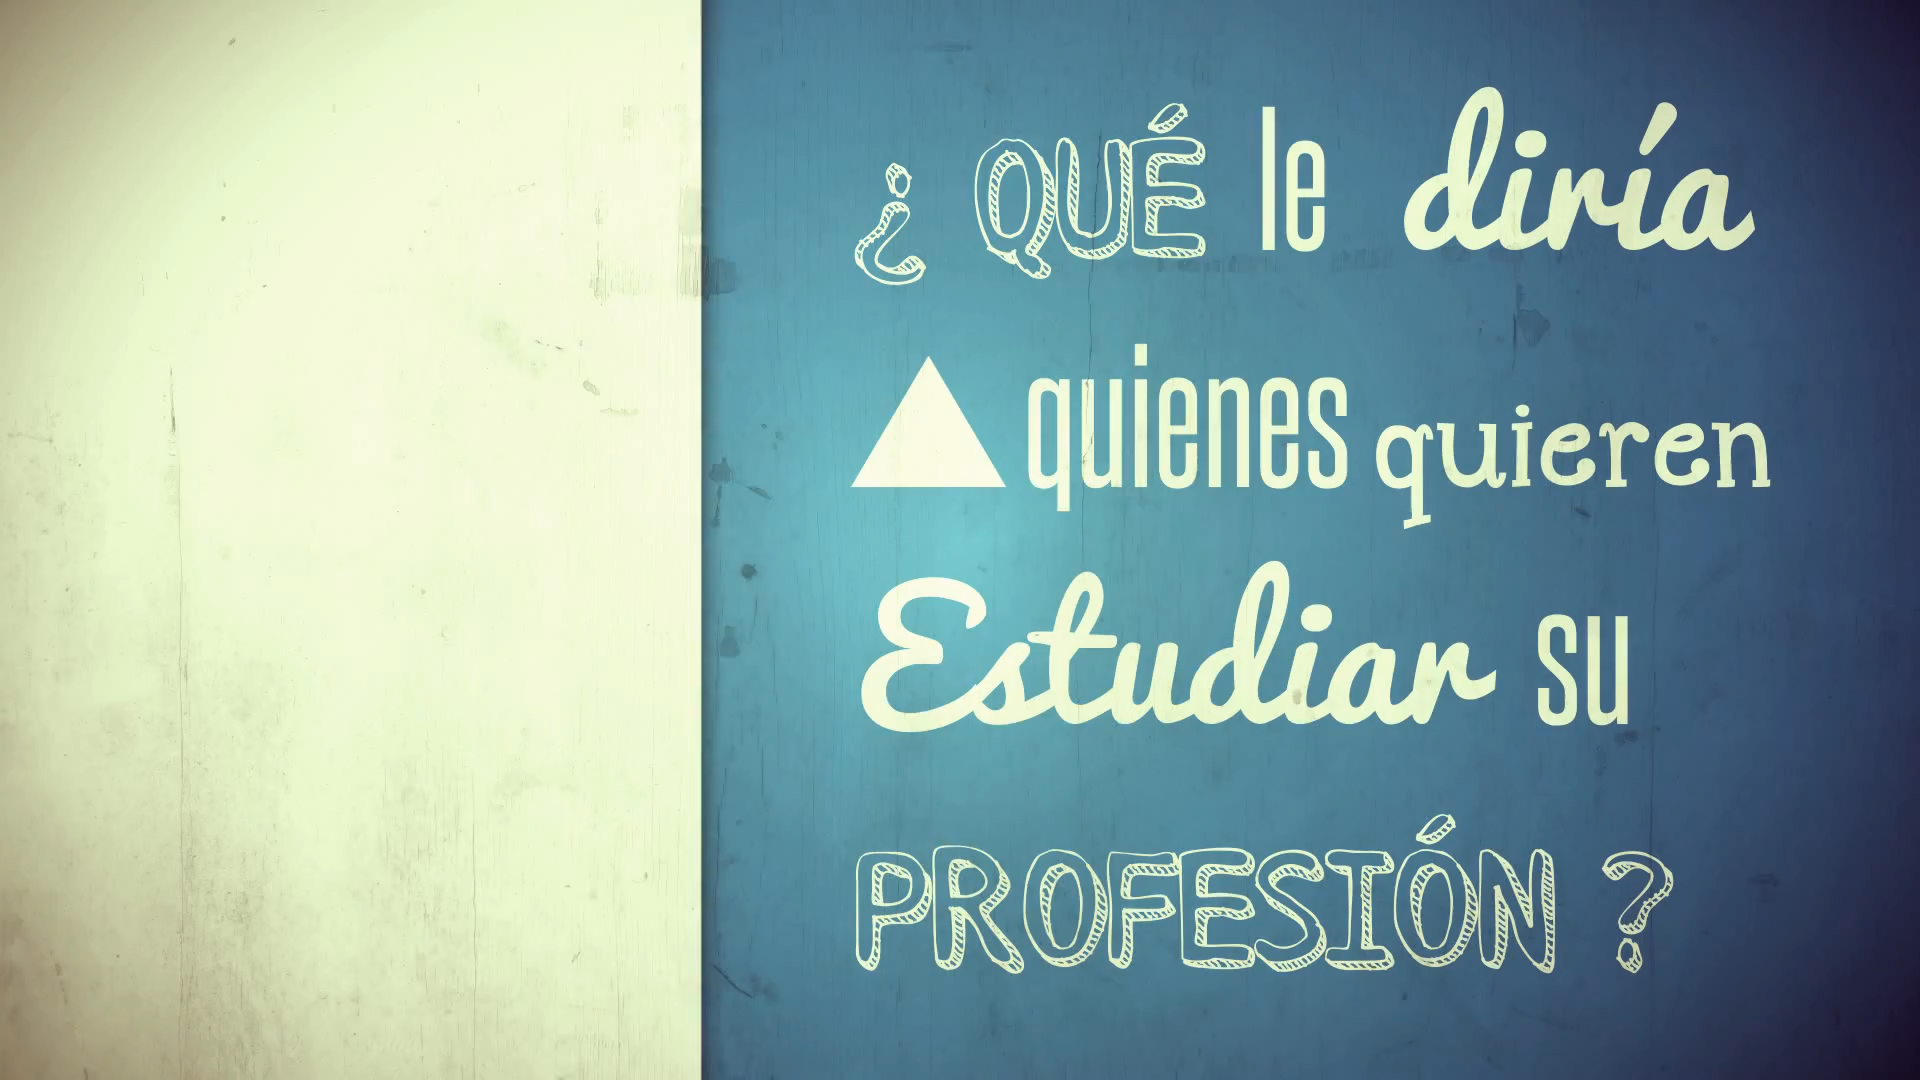 ¿ QUÉ le diría
▲ quienes quieren
Estudiar su
PROFESIÓN ?